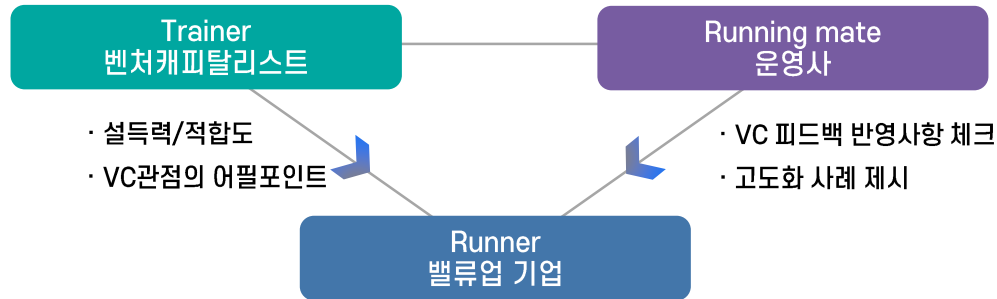 Trainer
벤처캐피탈리스트
Running mate
운영사
· 설득력/적합도
· VC관점의 어필포인트
· VC 피드백 반영사항 체크
· 고도화 사례 제시
Runner
밸류업 기업